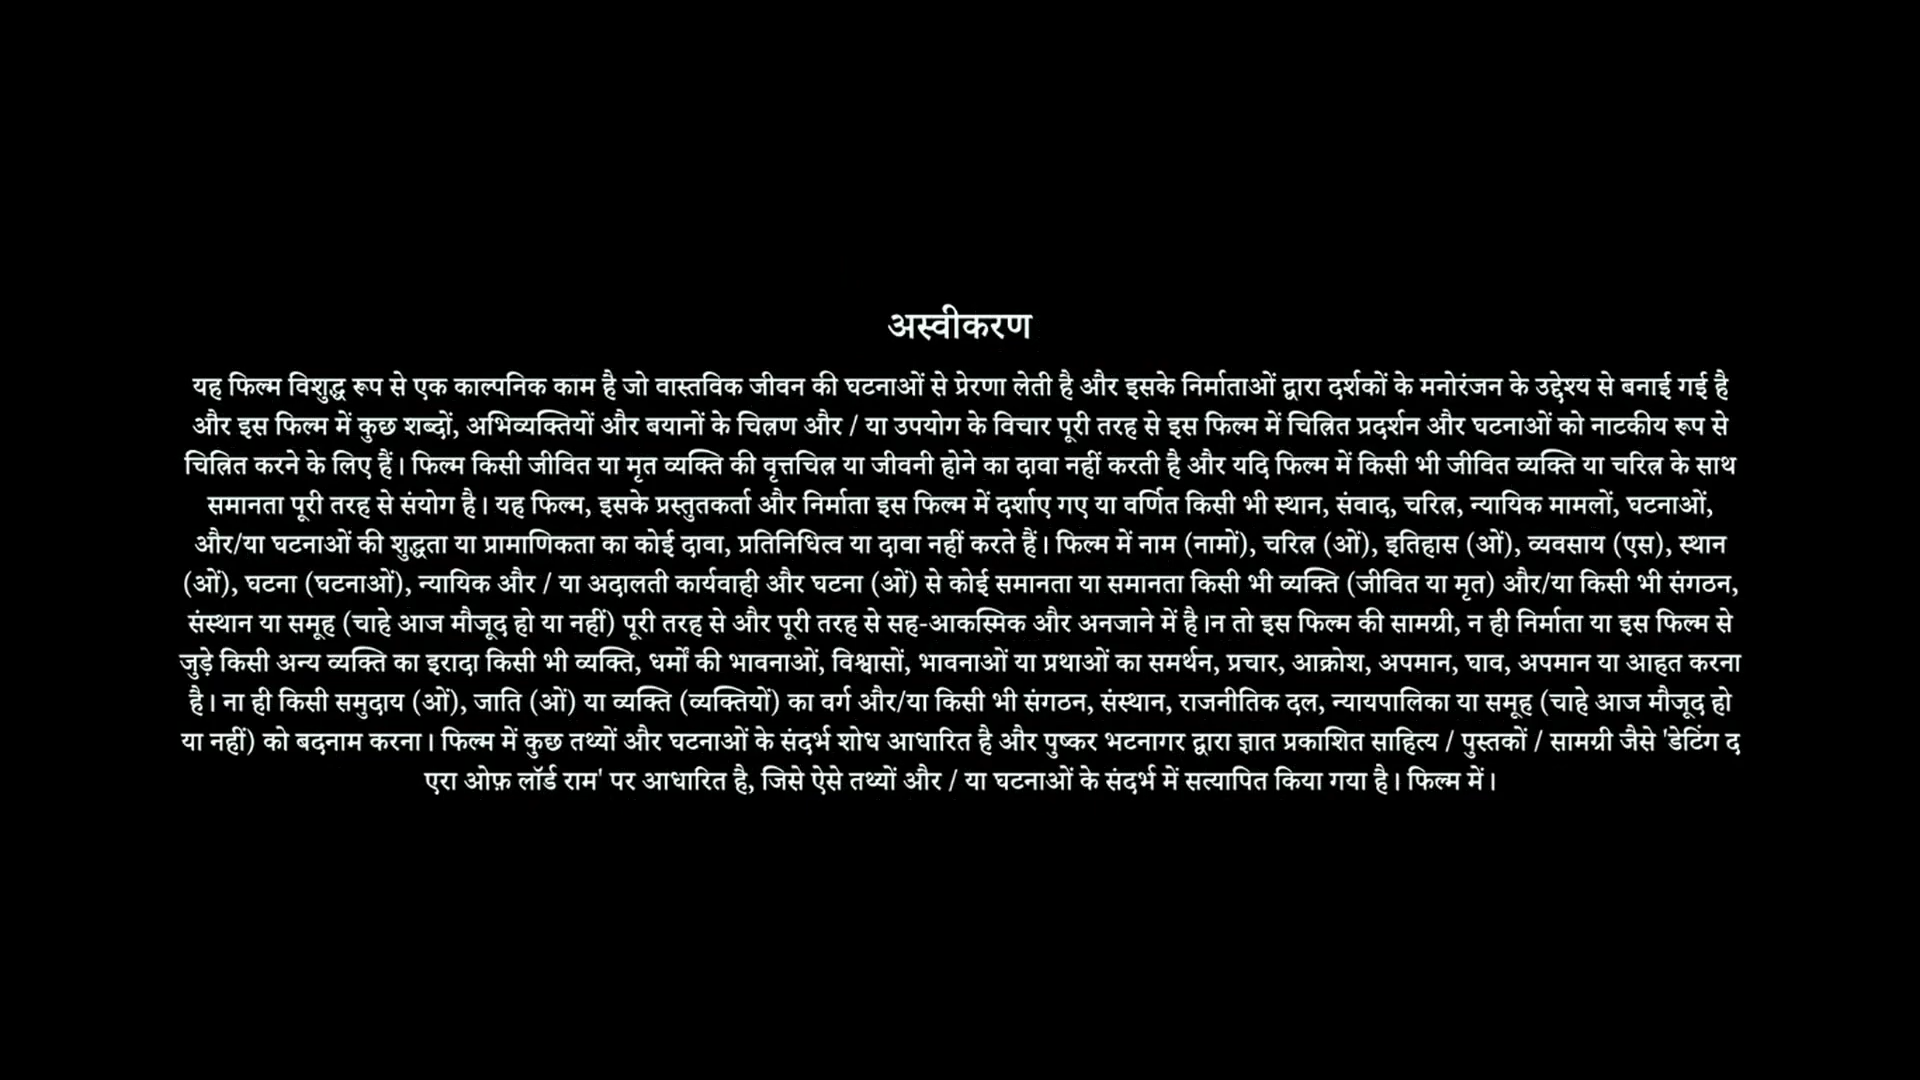 अस्वीकरण
यह फिल्म विशुद्ध रूप से एक काल्पनिक काम है जो वास्तविक जीवन की घटनाओं से प्रेरणा लेती है और इसके निर्माताओं द्वारा दर्शकों के मनोरंजन के उद्देश्य से बनाई गई है
और इस फिल्म में कुछ शब्दों, अभिव्यक्तियों और बयानों के चित्रण और / या उपयोग के विचार पूरी तरह से इस फिल्म में चित्रित प्रदर्शन और घटनाओं को नाटकीय रूप से
चित्रित करने के लिए हैं। फिल्म किसी जीवित या मृत व्यक्ति की वृत्तचित्र या जीवनी होने का दावा नहीं करती है और यदि फिल्म में किसी भी जीवित व्यक्ति या चरित्र के साथ
समानता पूरी तरह से संयोग है। यह फिल्म, इसके प्रस्तुतकर्ता और निर्माता इस फिल्म में दर्शाए गए या वर्णित किसी भी स्थान, संवाद, चरित्र, न्यायिक मामलों, घटनाओं,
और/या घटनाओं की शुद्धता या प्रामाणिकता का कोई दावा, प्रतिनिधित्व या दावा नहीं करते हैं। फिल्म में नाम (नामों), चरित्र (ओं), इतिहास (ओं), व्यवसाय (एस), स्थान
(ओं), घटना (घटनाओं), न्यायिक और / या अदालती कार्यवाही और घटना (ओं) से कोई समानता या समानता किसी भी व्यक्ति (जीवित या मृत) और/या किसी भी संगठन,
संस्थान या समूह (चाहे आज मौजूद हो या नहीं) पूरी तरह से और पूरी तरह से सह-आकस्मिक और अनजाने में है।न तो इस फिल्म की सामग्री, न ही निर्माता या इस फिल्म से
जुड़े किसी अन्य व्यक्ति का इरादा किसी भी व्यक्ति, धर्मों की भावनाओं, विश्वासों, भावनाओं या प्रथाओं का समर्थन, प्रचार, आक्रोश, अपमान, घाव, अपमान या आहत करना
है। ना ही किसी समुदाय (ओं), जाति (ओं) या व्यक्ति (व्यक्तियों) का वर्ग और/या किसी भी संगठन, संस्थान, राजनीतिक दल, न्यायपालिका या समूह (चाहे आज मौजूद हो
या नहीं) को बदनाम करना। फिल्म में कुछ तथ्यों और घटनाओं के संदर्भ शोध आधारित है और पुष्कर भटनागर द्वारा ज्ञात प्रकाशित साहित्य / पुस्तकों / सामग्री जैसे 'डेटिंग द
एरा ओफ़ लॉर्ड राम' पर आधारित है, जिसे ऐसे तथ्यों और / या घटनाओं के संदर्भ में सत्यापित किया गया है। फिल्म में।